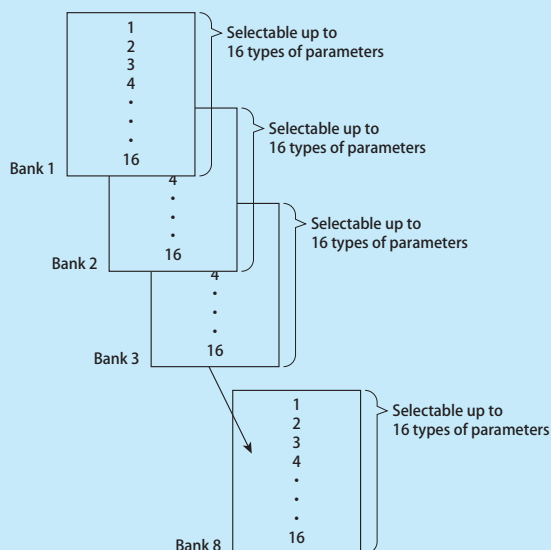 1
2
3
4
·
·
·
16
Bank 1
Selectable up to
16 types of parameters
4
·
·
·
16
Bank 2
Selectable up to
16 types of parameters
4
·
·
·
16
Bank 3
Selectable up to
16 types of parameters
1
2
3
4
·
·
·
16
Bank 8
Selectable up to
16 types of parameters